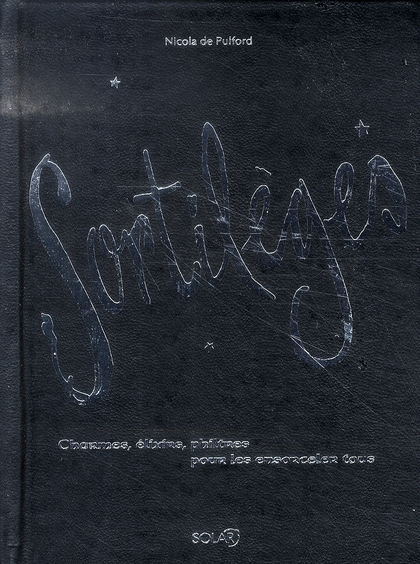 Nicola de Pulford
Sortilèges
Charmes, élixirs, philtres
pour les ensorceler tous
SOLAR